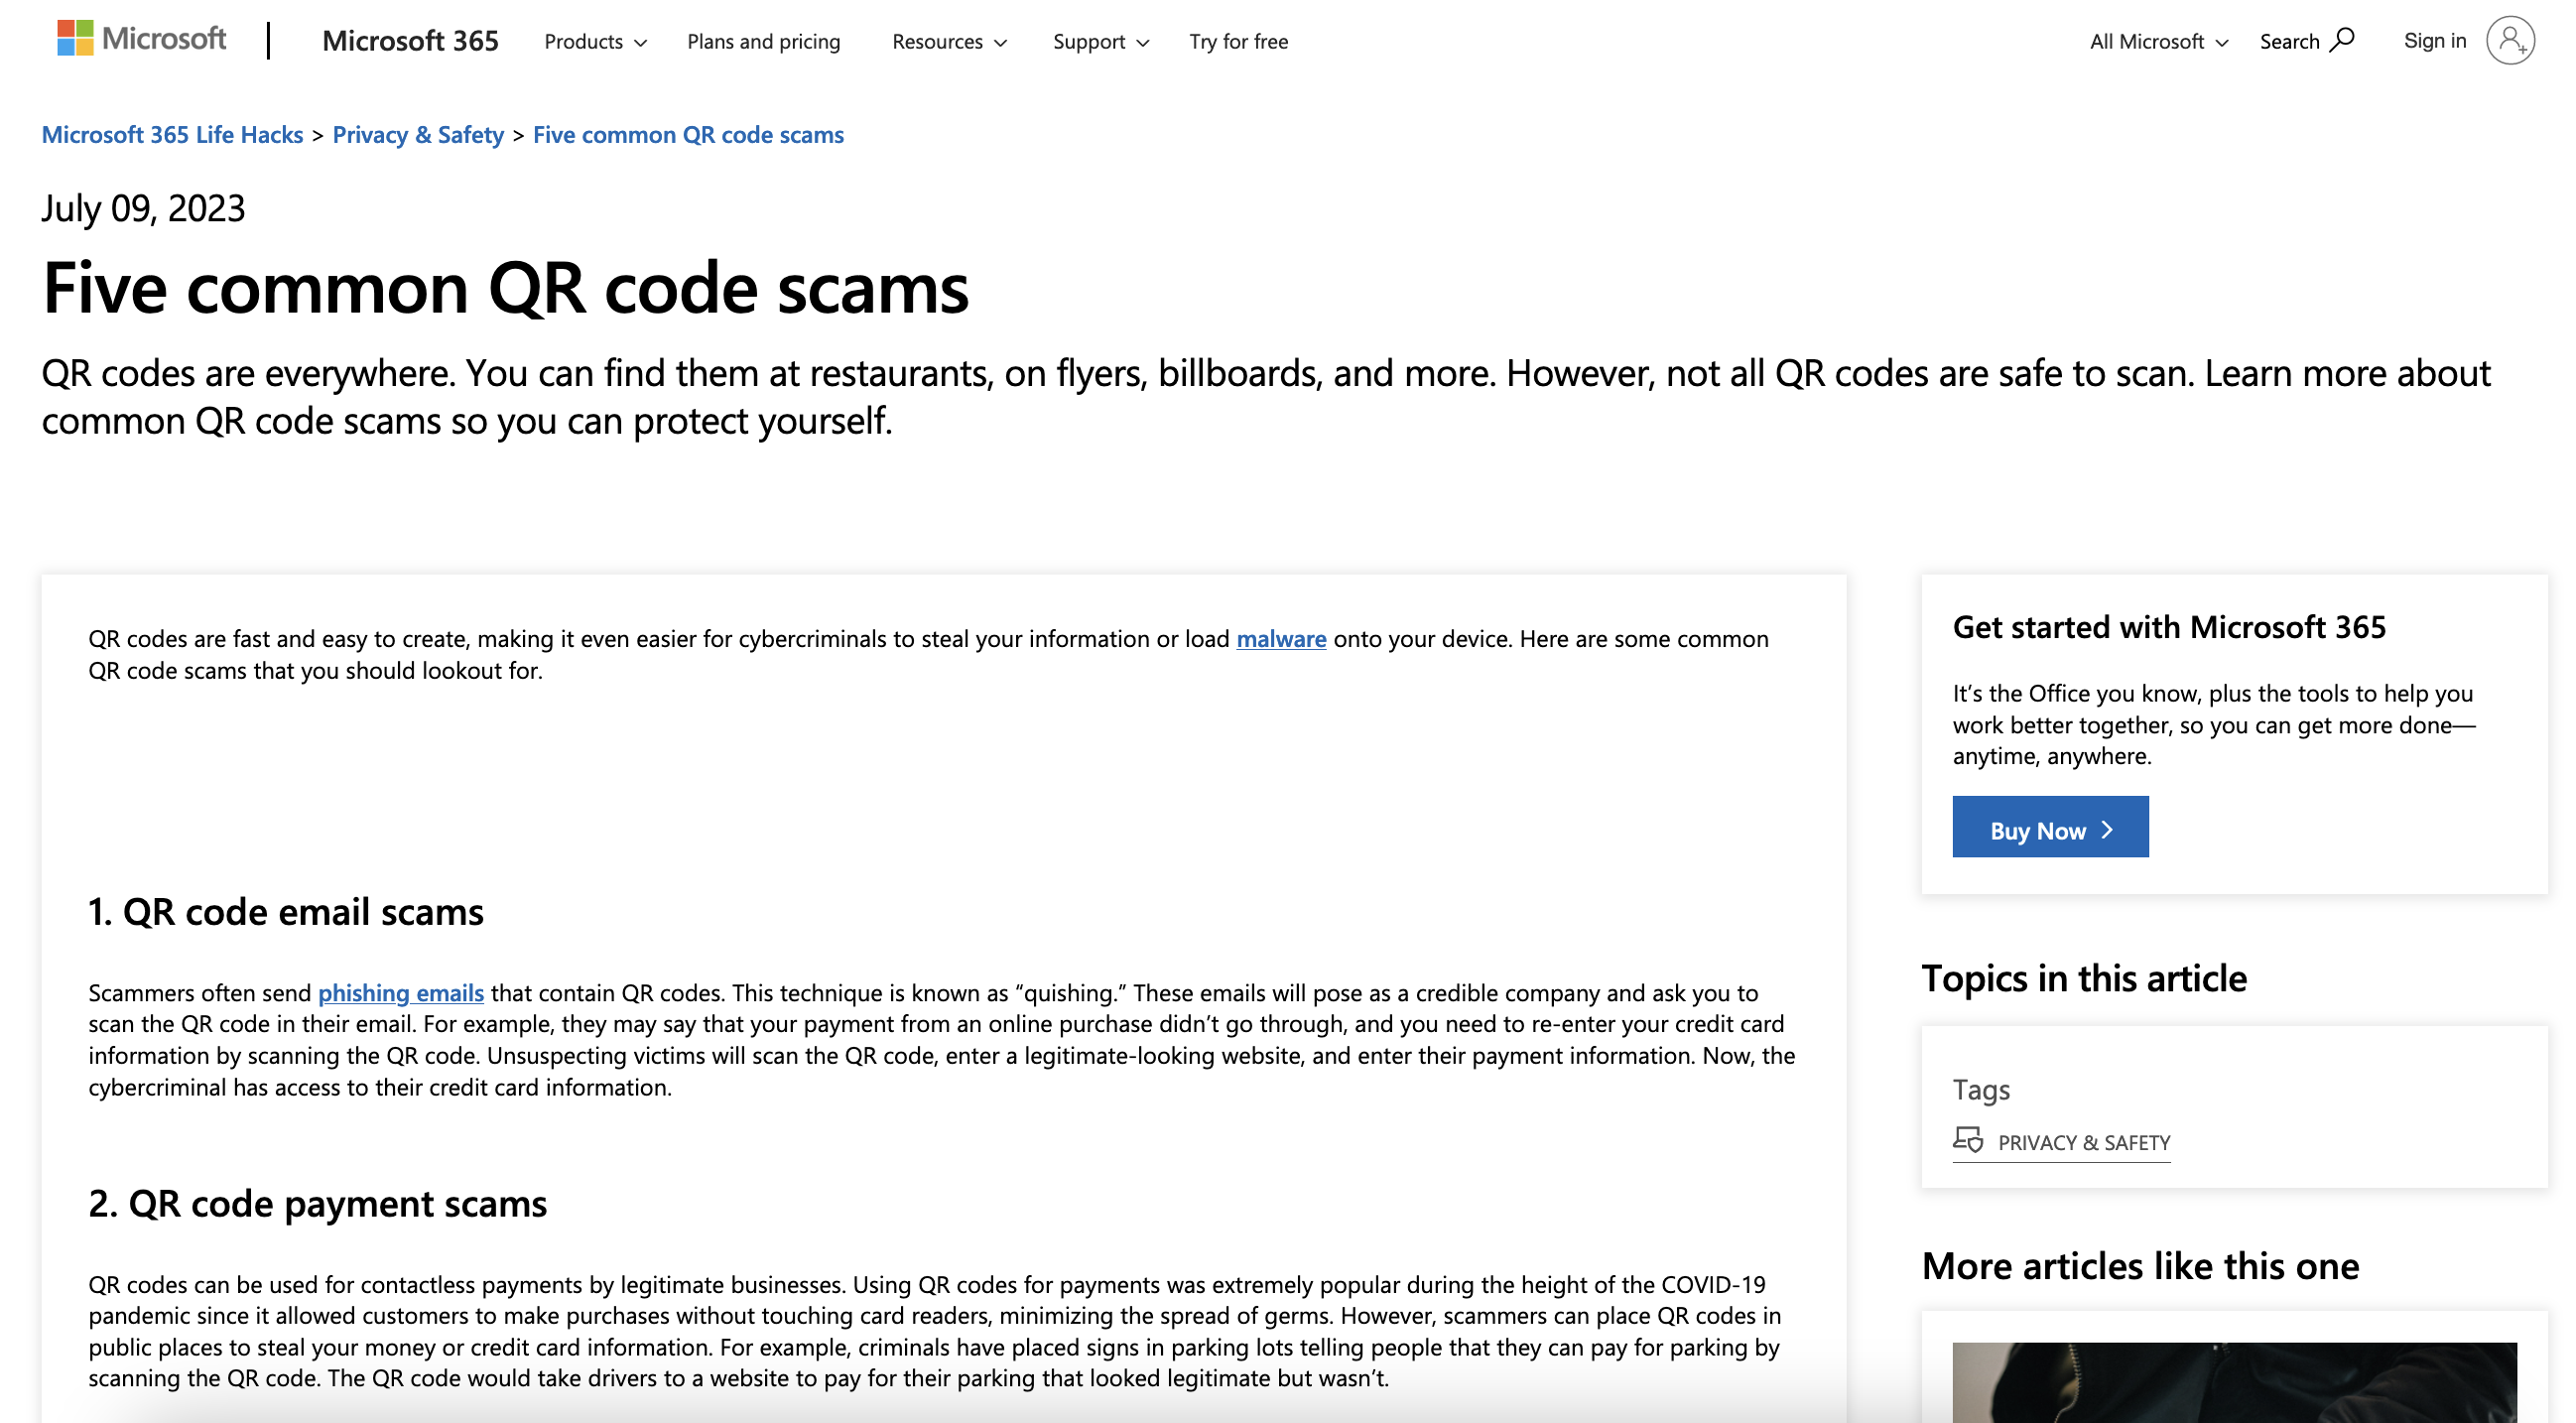 Microsoft
Microsoft 365
Products
Plans and pricing
Resources
Support
Try for free
All Microsoft
Search
Sign in
Microsoft 365 Life Hacks > Privacy & Safety > Five common QR code scams
July 09, 2023
Five common QR code scams
QR codes are everywhere. You can find them at restaurants, on flyers, billboards, and more. However, not all QR codes are safe to scan. Learn more about
common QR code scams so you can protect yourself.
QR codes are fast and easy to create, making it even easier for cybercriminals to steal your information or load malware onto your device. Here are some common
QR code scams that you should lookout for.
1. QR code email scams
Scammers often send phishing emails that contain QR codes. This technique is known as “quishing.” These emails will pose as a credible company and ask you to
scan the QR code in their email. For example, they may say that your payment from an online purchase didn’t go through, and you need to re-enter your credit card
information by scanning the QR code. Unsuspecting victims will scan the QR code, enter a legitimate-looking website, and enter their payment information. Now, the
cybercriminal has access to their credit card information.
2. QR code payment scams
QR codes can be used for contactless payments by legitimate businesses. Using QR codes for payments was extremely popular during the height of the COVID-19
pandemic since it allowed customers to make purchases without touching card readers, minimizing the spread of germs. However, scammers can place QR codes in
public places to steal your money or credit card information. For example, criminals have placed signs in parking lots telling people that they can pay for parking by
scanning the QR code. The QR code would take drivers to a website to pay for their parking that looked legitimate but wasn’t.
Get started with Microsoft 365
It’s the Office you know, plus the tools to help you
work better together, so you can get more done—
anytime, anywhere.
Buy Now
Topics in this article
Tags
PRIVACY & SAFETY
More articles like this one